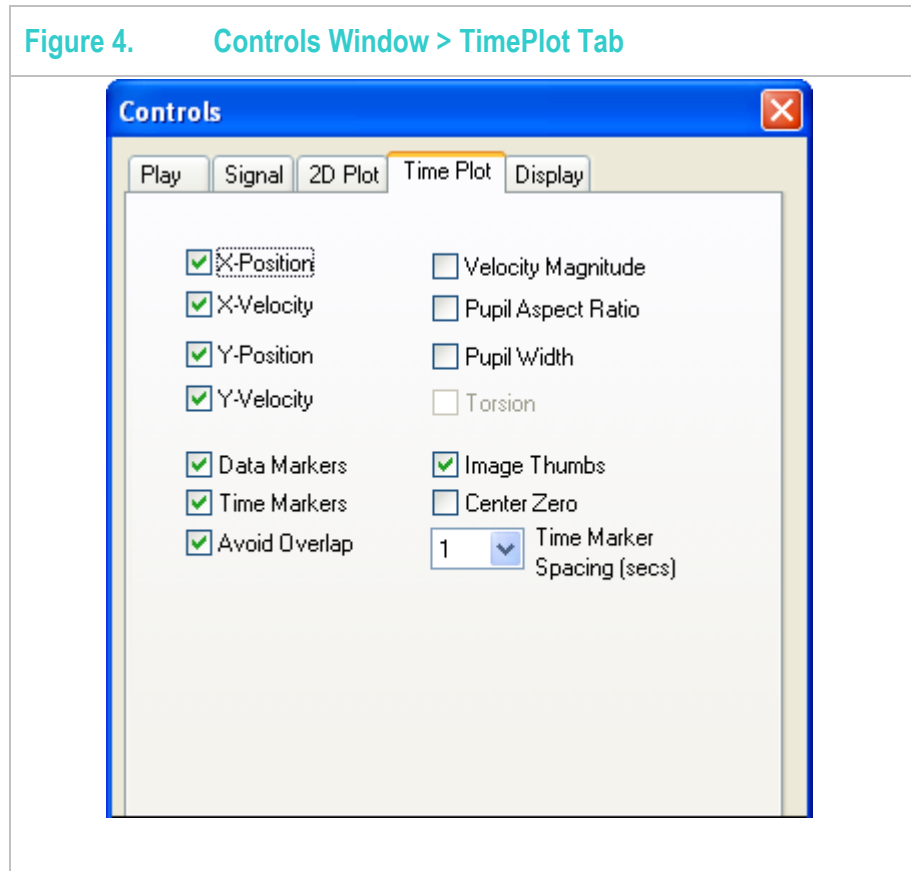 Figure 4. Controls Window > TimePlot Tab
Controls
Play Signal 2D Plot Time Plot Display
X-Position
X-Velocity
Y-Position
Y-Velocity
Data Markers
Time Markers
Avoid Overlap
Velocity Magnitude
Pupil Aspect Ratio
Pupil Width
Torsion
Image Thumbs
Center Zero
1
Time Marker
Spacing (secs)